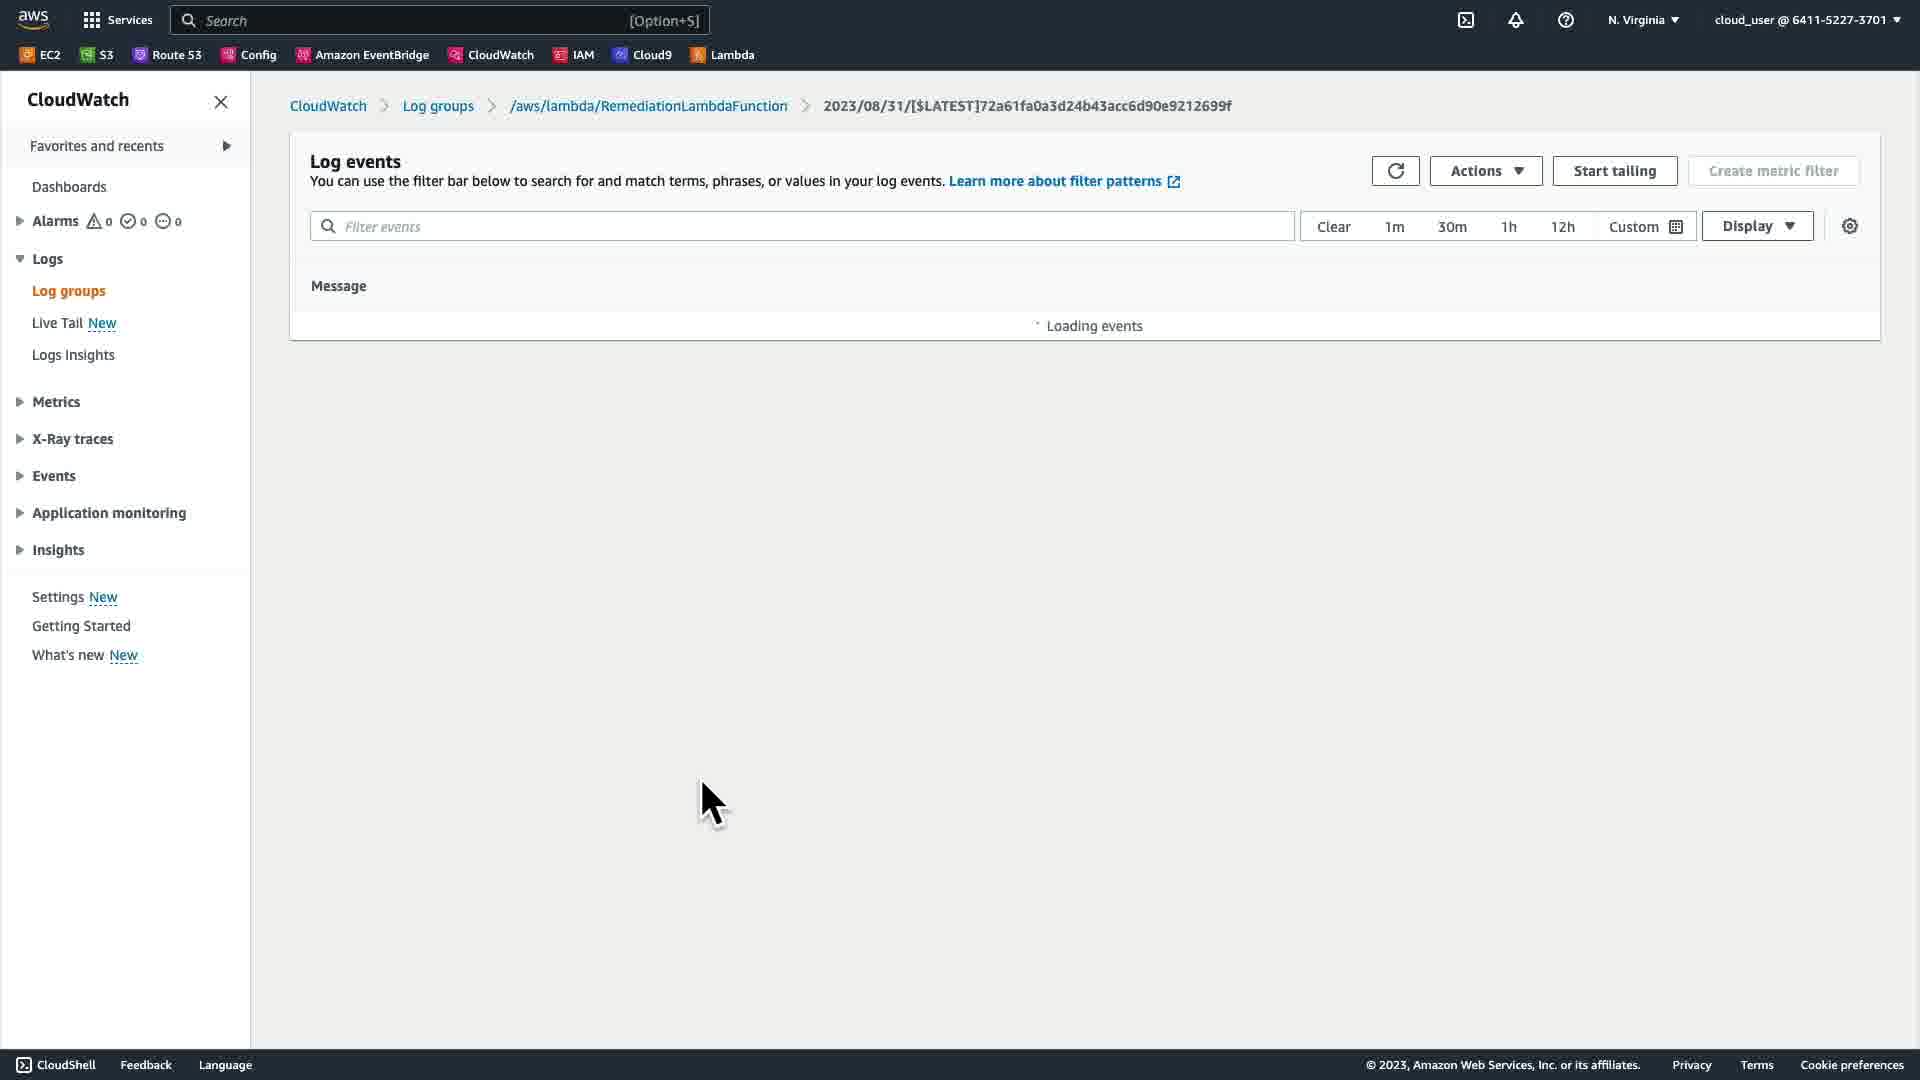 aws Services Search [Option+S] N. Virginia cloud_user @ 6411-5227-3701
EC2 S3 Route 53 Config Amazon EventBridge CloudWatch IAM Cloud9 Lambda
CloudWatch
Favorites and recents
Dashboards
Alarms 0 0 0
Logs
Log groups
Live Tail New
Logs Insights
Metrics
X-Ray traces
Events
Application monitoring
Insights
Settings New
Getting Started
What's new New
CloudWatch Log groups /aws/lambda/RemediationLambdaFunction 2023/08/31/[$LATEST]72a61fa0a3d24b43acc6d90e9212699f
Log events
You can use the filter bar below to search for and match terms, phrases, or values in your log events. Learn more about filter patterns
Actions Start tailing Create metric filter
Filter events Clear 1m 30m 1h 12h Custom Display
Message
Loading events
CloudShell Feedback Language © 2023, Amazon Web Services, Inc. or its affiliates. Privacy Terms Cookie preferences